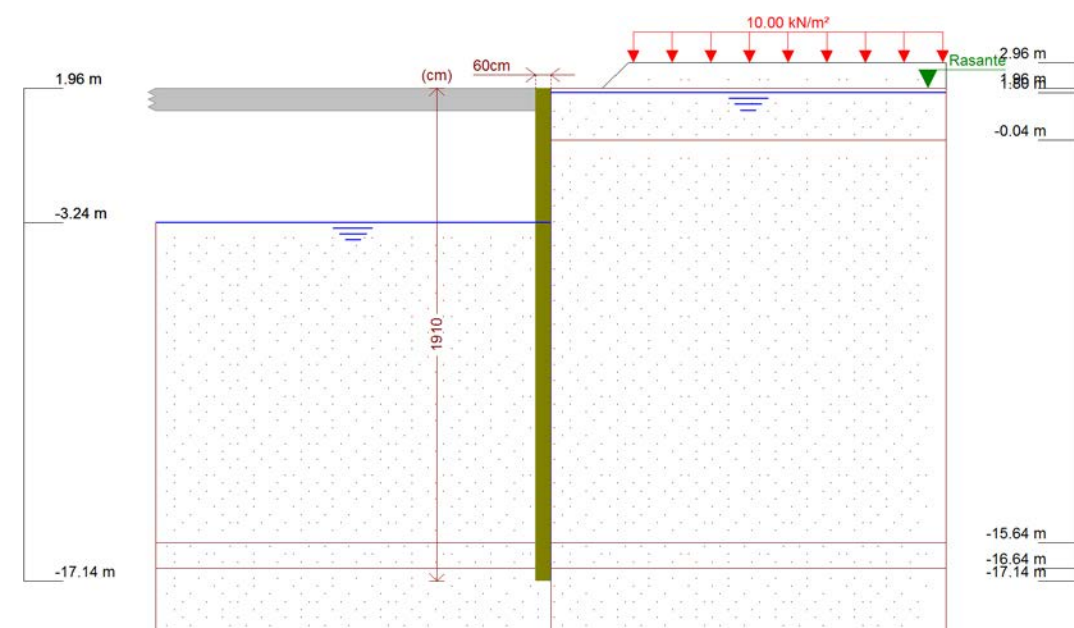 10.00 kN/m²
2.96 m
Rasante
60cm
(cm)
1.96 m
1.96 m
1.86 m
-0.04 m
-3.24 m
1910
-15.64 m
-16.64 m
-17.14 m
-17.14 m